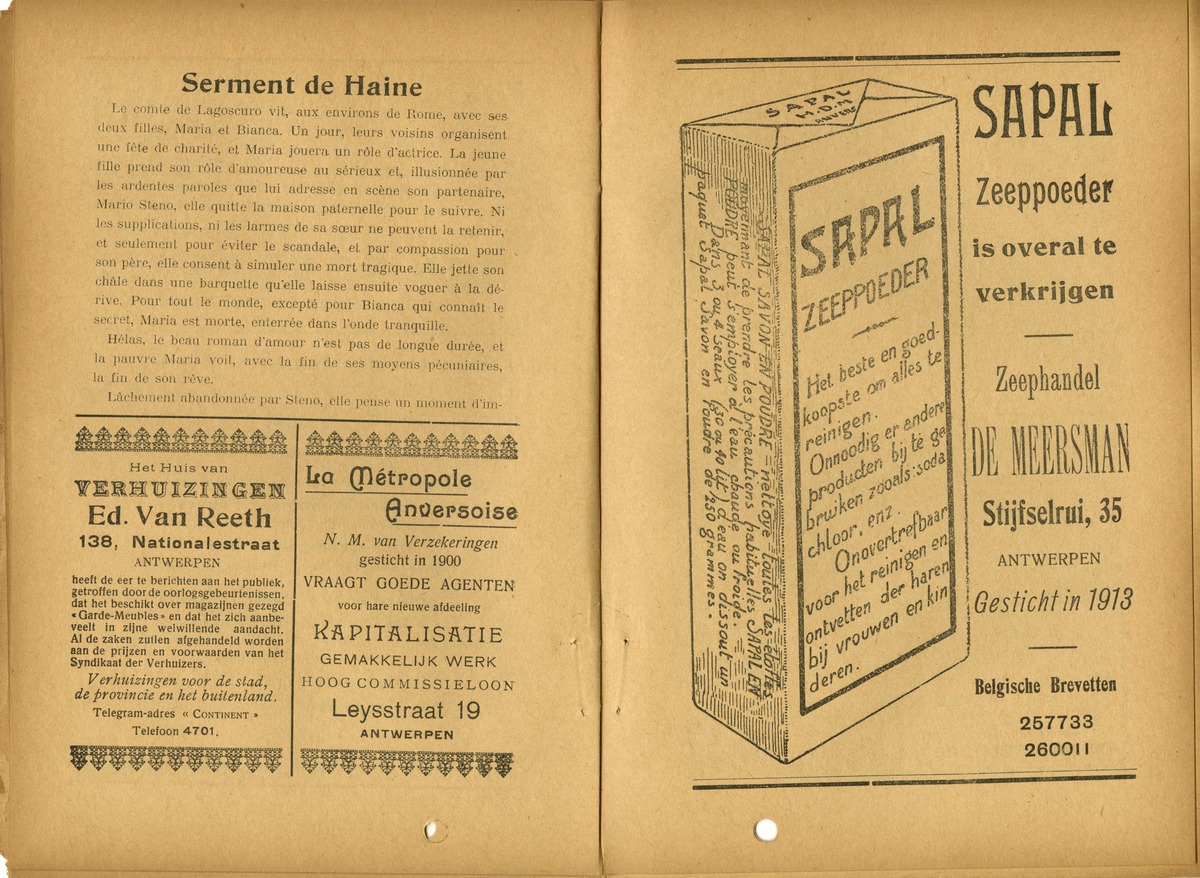 Serment de Haine
Le comte de Lagoscuro vit, aux environs de Rome, avec ses
deux filles, Maria et Bianca. Un jour, leurs voisins organisent
une fête de charité, et Maria jouera un rôle d'actrice. La jeune
fille prend son rôle d'amoureuse au sérieux et, illusionnée par
les ardentes paroles que lui adresse en scène son partenaire,
Mario Steno, elle quitte la maison paternelle pour le suivre. Ni
les supplications, ni les larmes de sa sœur ne peuvent la retenir,
et seulement pour éviter le scandale, et par compassion pour
son père, elle consent à simuler une mort tragique. Elle jette son
châle dans une barquette qu'elle laisse ensuite voguer à la dé-
rive. Pour tout le monde, excepté pour Bianca qui connaît le
secret, Maria est morte, enterrée dans l'onde tranquille.
Hélas, le beau roman d'amour n'est pas de longue durée, et
la pauvre Maria voit, avec la fin de ses moyens pécuniaires,
la fin de son rêve.
Lâchement abandonnée par Steno, elle pense un moment d'im-
Het Huis van
VERHUIZINGEN
Ed. Van Reeth
138, Nationalestraat
ANTWERPEN
heeft de eer te berichten aan het publiek,
getroffen door de oorlogsgebeurtenissen,
dat het beschikt over magazijnen gezegd
«Garde-Meubles» en dat het zich aanbe-
veelt in zijne welwillende aandacht.
Al de zaken zullen afgehandeld worden
aan de prijzen en voorwaarden van het
Syndikaat der Verhuizers.
Verhuizingen voor de stad,
de provincie en het buitenland.
Telegram-adres « CONTINENT »
Telefoon 4701.
La Métropole
Anversoise
N. M. van Verzekeringen
gesticht in 1900
VRAAGT GOEDE AGENTEN
voor hare nieuwe afdeeling
KAPITALISATIE
GEMAKKELIJK WERK
HOOG COMMISSIELOON
Leysstraat 19
ANTWERPEN
SAPAL
H.D.M
ANVERS
SAPAL SAVON EN POUDRE = nettoye toutes les étoffes
moyennant de prendre les précautions habituelles SAPAL EN
POUDRE peut s'employer à l'eau chaude ou froide.
Dans 3 ou 4 seaux (30 ou 40 lit) d'eau on dissout un
paquet Sapal Savon en Poudre de 250 grammes.
SAPAL
ZEEPPOEDER
Het beste en goed-
koopste om alles te
reinigen.
Onnoodig er andere
producten bij te ge
bruiken zooals: soda
chloor, enz.
Onovertrefbaar
voor het reinigen en
ontvetten der haren
bij vrouwen en kin
deren.
SAPAL
Zeeppoeder
is overal te
verkrijgen
Zeephandel
DE MEERSMAN
Stijfselrui, 35
ANTWERPEN
Gesticht in 1913
Belgische Brevetten
257733
260011